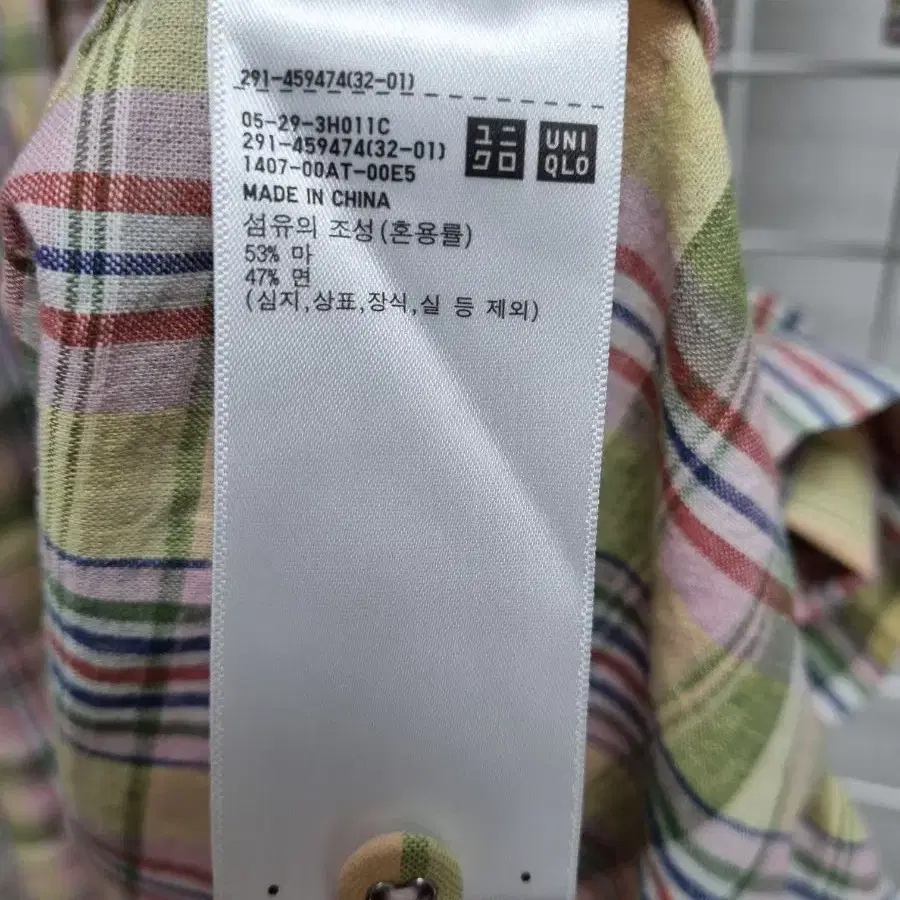 291-459474(32-01)
05-29-3H011C
291-459474(32-01)
1407-00AT-00E5
MADE IN CHINA
ユニ
クロ
UNI
QLO
섬유의 조성(혼용률)
53% 마
47% 면
(심지,상표,장식,실 등 제외)